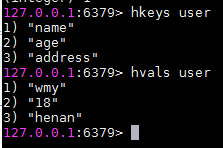 127.0.0.1:6379> hkeys user
1) "name"
2) "age"
3) "address"
127.0.0.1:6379> hvals user
1) "wmy"
2) "18"
3) "henan"
127.0.0.1:6379>